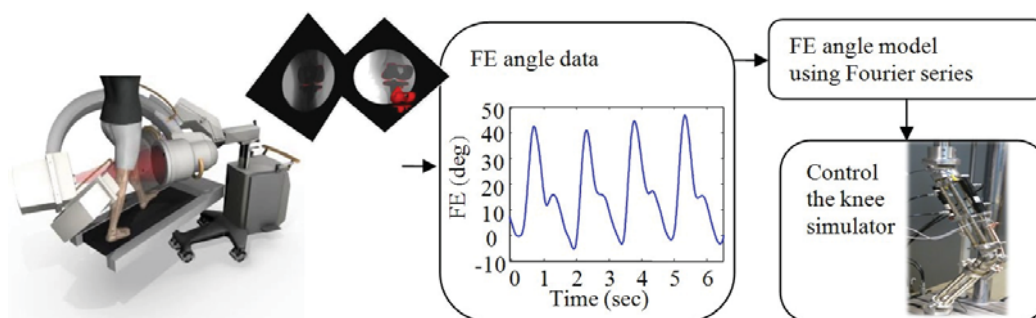 FE angle data
FE (deg)
50
40
30
20
10
0
-10
0 1 2 3 4 5 6
Time (sec)
FE angle model
using Fourier series
Control
the knee
simulator